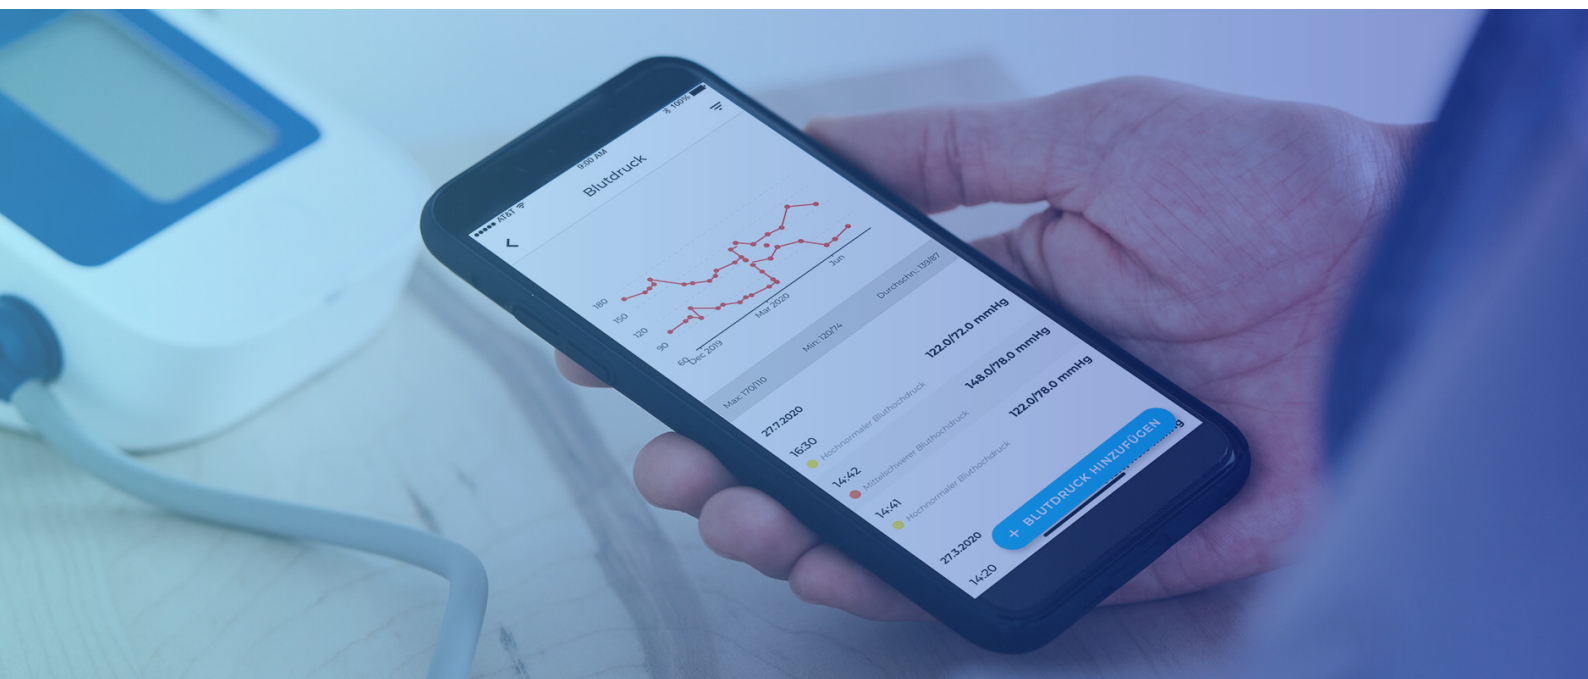 AT&T 9:00 AM 100%
Blutdruck
180
150
120
90
60
Dec 2019 Mar 2020 Jun
Max: 170/110 Min: 120/74 Durchschn.: 139/87
27.7.2020
16:30 122.0/72.0 mmHg
Hochnormaler Bluthochdruck
14:42 148.0/78.0 mmHg
Mittelschwerer Bluthochdruck
14:41 122.0/78.0 mmHg
Hochnormaler Bluthochdruck
27.3.2020
14:20
+ BLUTDRUCK HINZUFÜGEN